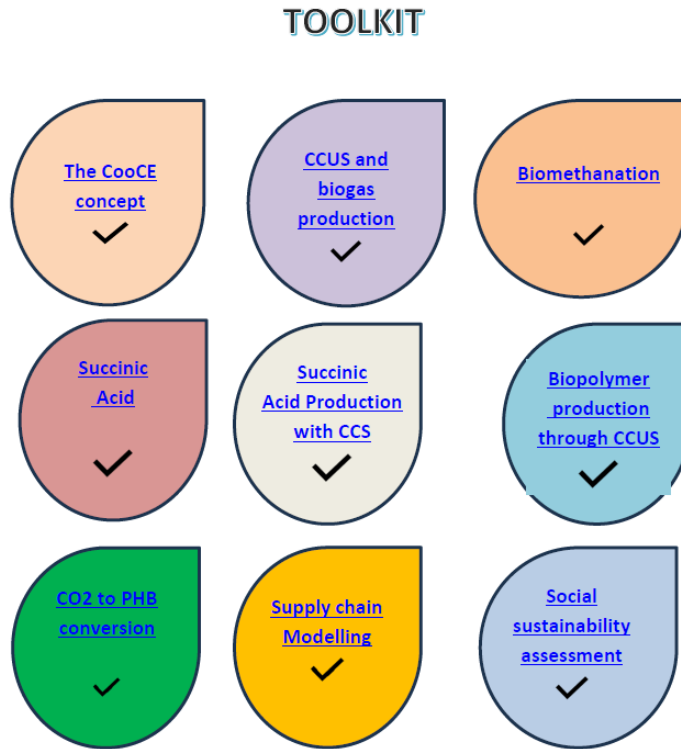 TOOLKIT
The CooCE
concept
CCUS and
biogas
production
Biomethanation
Succinic
Acid
Succinic
Acid Production
with CCS
Biopolymer
production
through CCUS
CO2 to PHB
conversion
Supply chain
Modelling
Social
sustainability
assessment